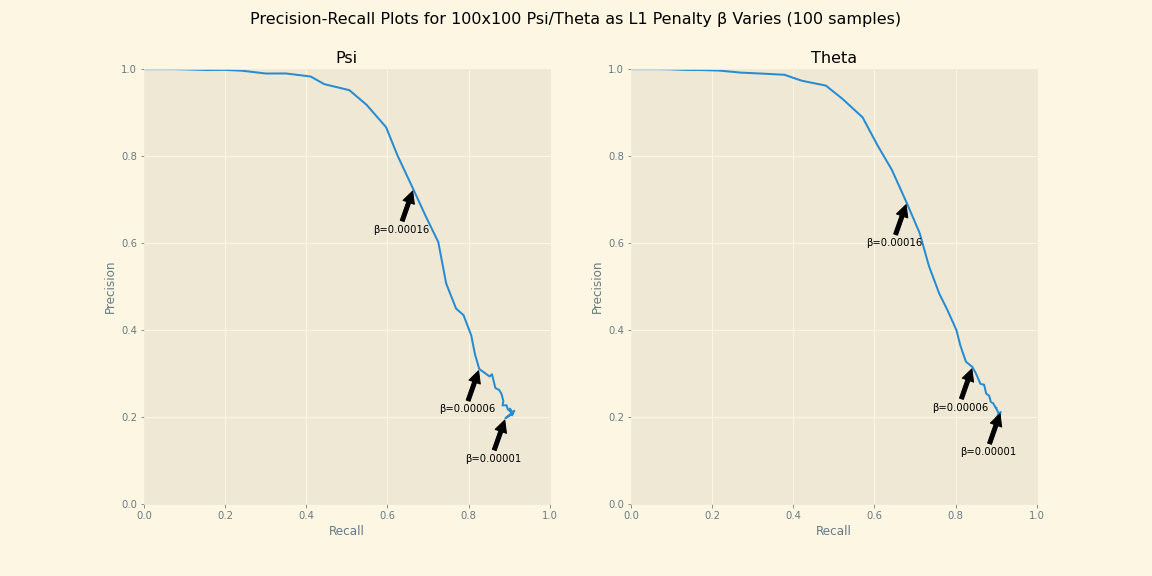 Precision-Recall Plots for 100x100 Psi/Theta as L1 Penalty β Varies (100 samples)
Psi
1.0
0.8
0.6
0.4
0.2
0.0
Precision
β=0.00016
β=0.00006
β=0.00001
0.0 0.2 0.4 0.6 0.8 1.0
Recall
Theta
1.0
0.8
0.6
0.4
0.2
0.0
Precision
β=0.00016
β=0.00006
β=0.00001
0.0 0.2 0.4 0.6 0.8 1.0
Recall